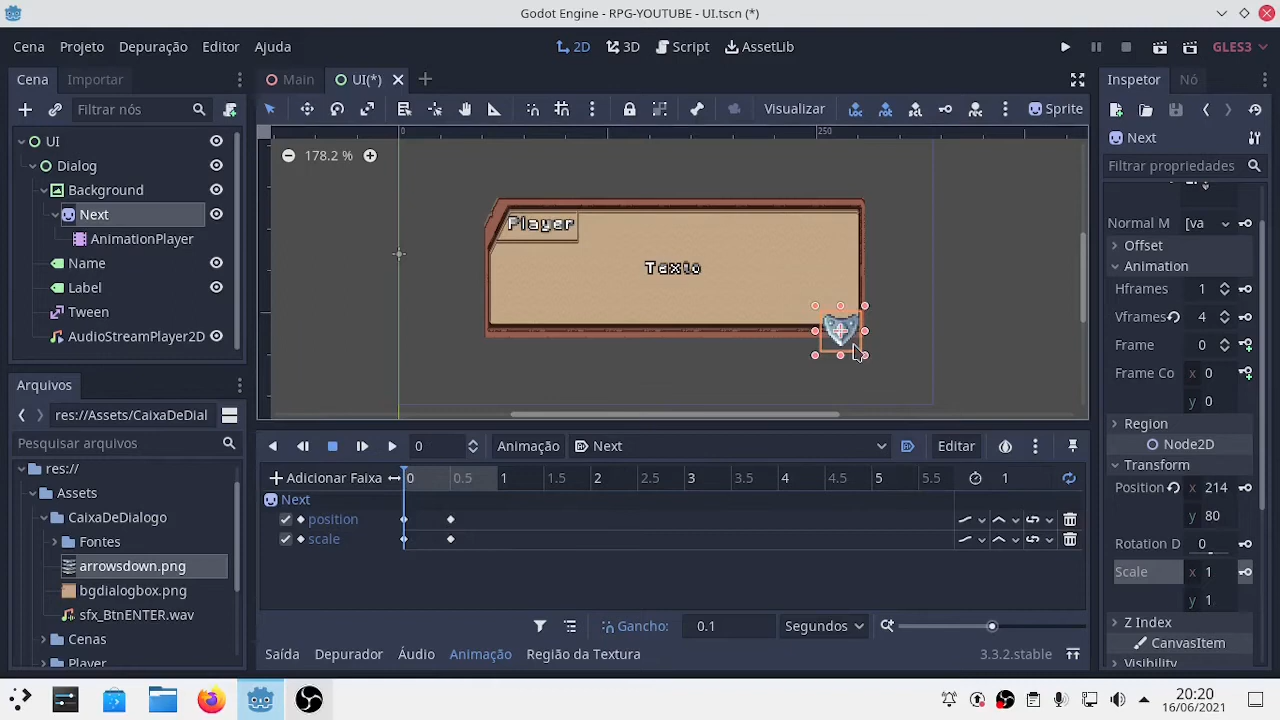 Godot Engine - RPG-YOUTUBE - UI.tscn (*)
Cena Projeto Depuração Editor Ajuda
2D 3D Script AssetLib
GLES3
Cena Importar
Main UI(*)
Inspetor Nó
Filtrar nós
Visualizar
Sprite
UI
Dialog
Background
Next
AnimationPlayer
Name
Label
Tween
AudioStreamPlayer2D
0 250
178.2 %
Player
Texto
Next
Filtrar propriedades
Normal M [va
Offset
Animation
Hframes 1
Vframes 4
Frame 0
Frame Co x 0
y 0
Region
Node2D
Transform
Position x 214
y 80
Rotation D 0
Scale x 1
y 1
Z Index
CanvasItem
Visibility
Arquivos
res://Assets/CaixaDeDial
Pesquisar arquivos
res://
Assets
CaixaDeDialogo
Fontes
arrowsdown.png
bgdialogbox.png
sfx_BtnENTER.wav
Cenas
Player
0 Animação Next Editar
Adicionar Faixa 0 0.5 1 1.5 2 2.5 3 3.5 4 4.5 5 5.5 1
Next
position
scale
Gancho: 0.1 Segundos
Saída Depurador Áudio Animação Região da Textura 3.3.2.stable
20:20
16/06/2021